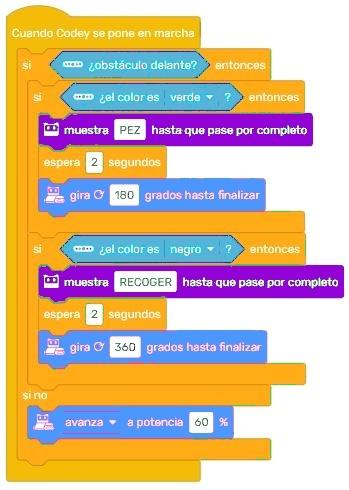 Cuando Codey se pone en marcha
si ¿obstáculo delante? entonces
si ¿el color es verde ? entonces
muestra PEZ hasta que pase por completo
espera 2 segundos
gira 180 grados hasta finalizar
si ¿el color es negro ? entonces
muestra RECOGER hasta que pase por completo
espera 2 segundos
gira 360 grados hasta finalizar
si no
avanza a potencia 60 %